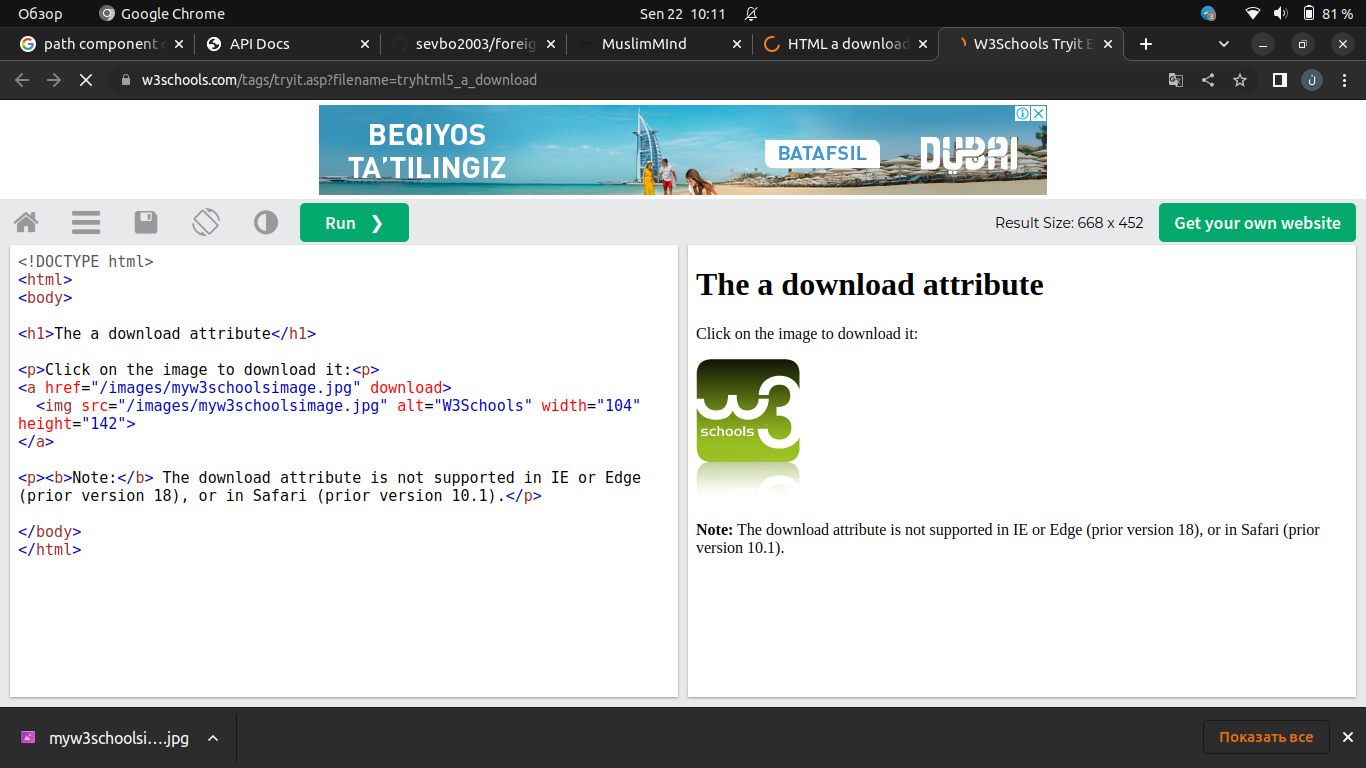 Обзор
Google Chrome
Sen 22 10:11
81 %
path component
API Docs
sevbo2003/foreig
MuslimMInd
HTML a download
W3Schools Tryit E
w3schools.com/tags/tryit.asp?filename=tryhtml5_a_download
BEQIYOS
TA’TILINGIZ
BATAFSIL
DUBAI
Run ❯
Result Size: 668 x 452
Get your own website
<!DOCTYPE html>
<html>
<body>
<h1>The a download attribute</h1>
<p>Click on the image to download it:<p>
<a href="/images/myw3schoolsimage.jpg" download>
<img src="/images/myw3schoolsimage.jpg" alt="W3Schools" width="104"
height="142">
</a>
<p><b>Note:</b> The download attribute is not supported in IE or Edge
(prior version 18), or in Safari (prior version 10.1).</p>
</body>
</html>
The a download attribute
Click on the image to download it:
w3
schools
Note: The download attribute is not supported in IE or Edge (prior version 18), or in Safari (prior
version 10.1).
myw3schoolsi….jpg
Показать все